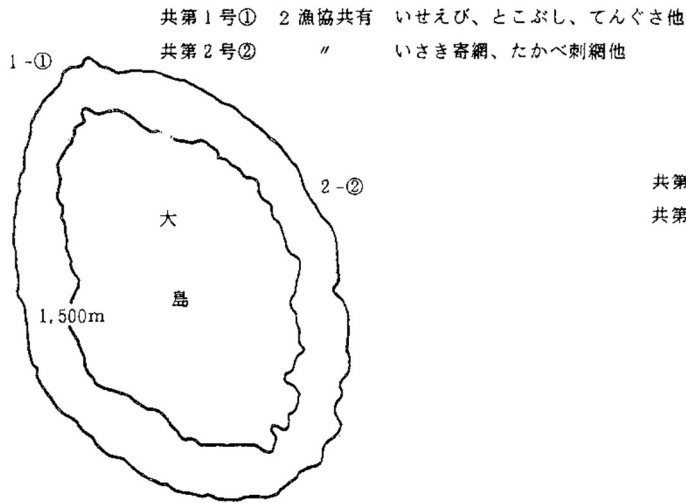 共第1号① 2漁協共有 いせえび、とこぶし、てんぐさ他
共第2号② 〃 いさき寄網、たかべ刺網他
1-①
2-②
共第
共第
大
島
1,500m